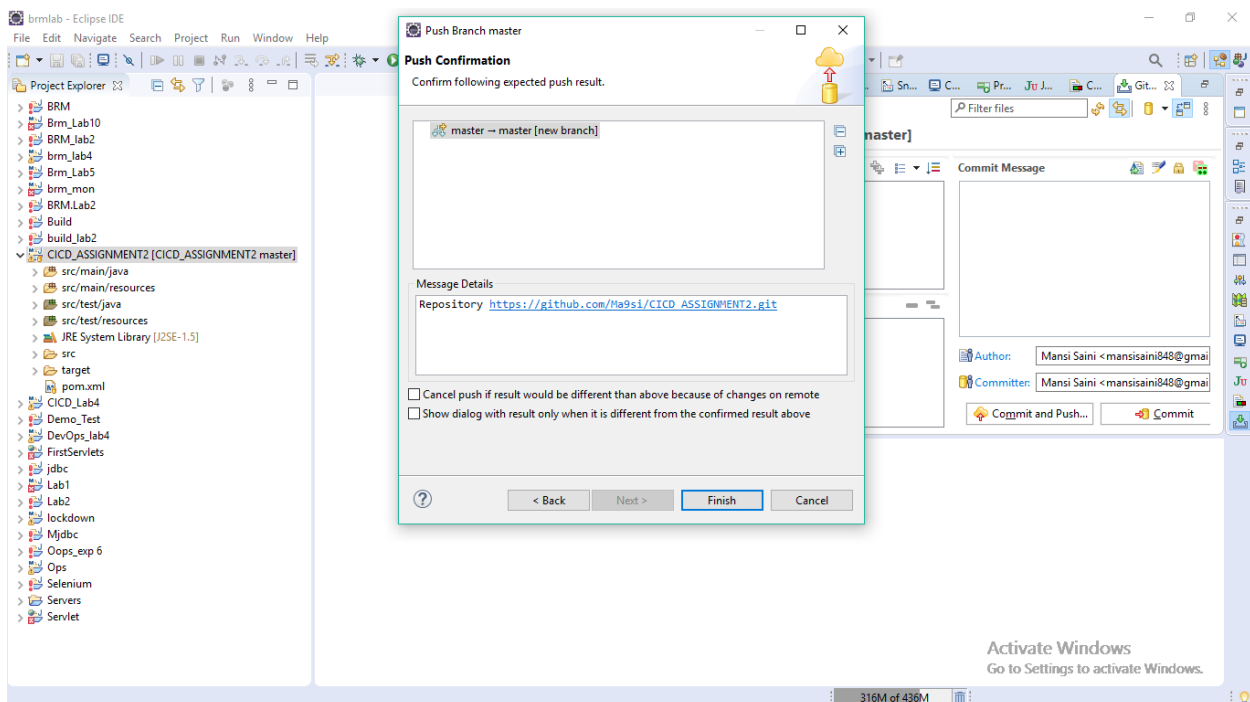 brmlab - Eclipse IDE
File Edit Navigate Search Project Run Window Help
Project Explorer
BRM
Brm_Lab10
BRM_lab2
brm_lab4
Brm_Lab5
brm_mon
BRM.Lab2
Build
build_lab2
CICD_ASSIGNMENT2 [CICD_ASSIGNMENT2 master]
src/main/java
src/main/resources
src/test/java
src/test/resources
JRE System Library [J2SE-1.5]
src
target
pom.xml
CICD_Lab4
Demo_Test
DevOps_lab4
FirstServlets
jdbc
Lab1
Lab2
lockdown
Mjdbc
Oops_exp 6
Ops
Selenium
Servers
Servlet
Push Branch master
Push Confirmation
Confirm following expected push result.
master → master [new branch]
Message Details
Repository https://github.com/Ma9si/CICD_ASSIGNMENT2.git
Cancel push if result would be different than above because of changes on remote
Show dialog with result only when it is different from the confirmed result above
? < Back Next > Finish Cancel
Sn... C... Pr... Ju J... C... Git...
Filter files
master]
Commit Message
Author: Mansi Saini <mansisaini848@gmai
Committer: Mansi Saini <mansisaini848@gmai
Commit and Push... Commit
Ju
Activate Windows
Go to Settings to activate Windows.
316M of 436M